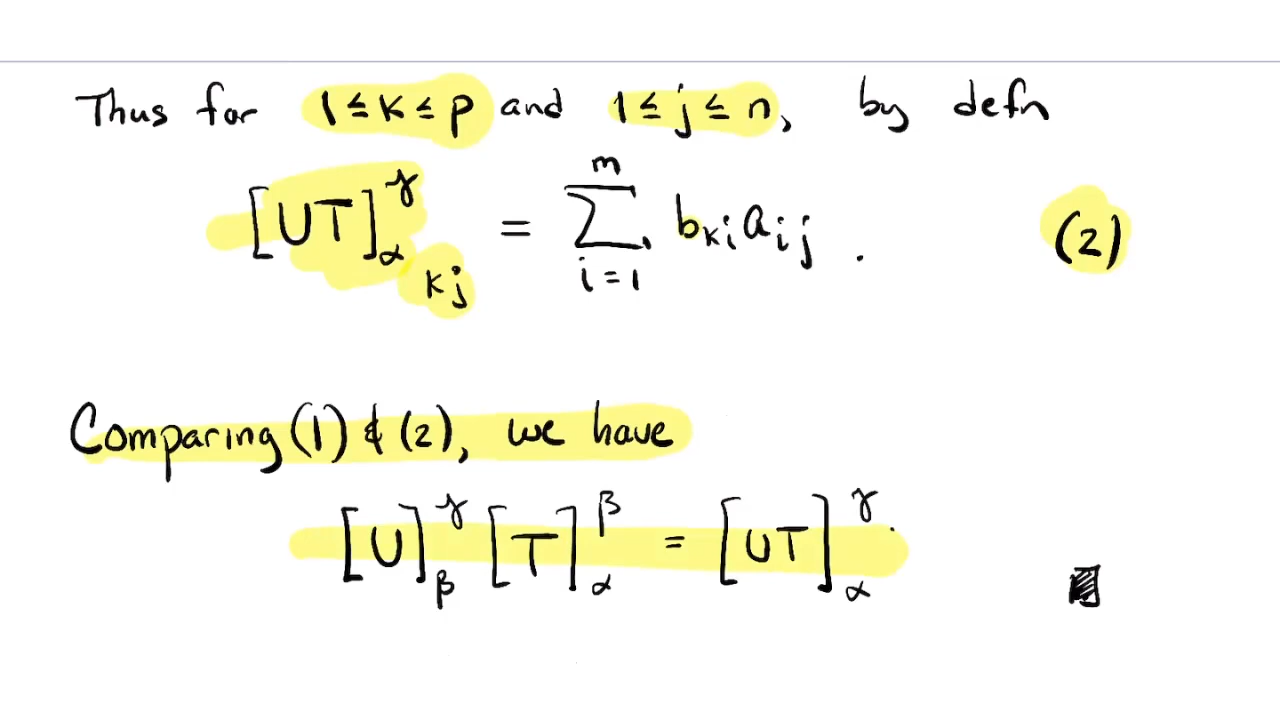 Thus for 1 ≤ k ≤ p and 1 ≤ j ≤ n, by defn
[UT]_α^γ _kj = ∑_{i=1}^{m} b_ki a_ij . (2)
Comparing (1) & (2), we have
[U]_β^γ [T]_α^β = [UT]_α^γ.